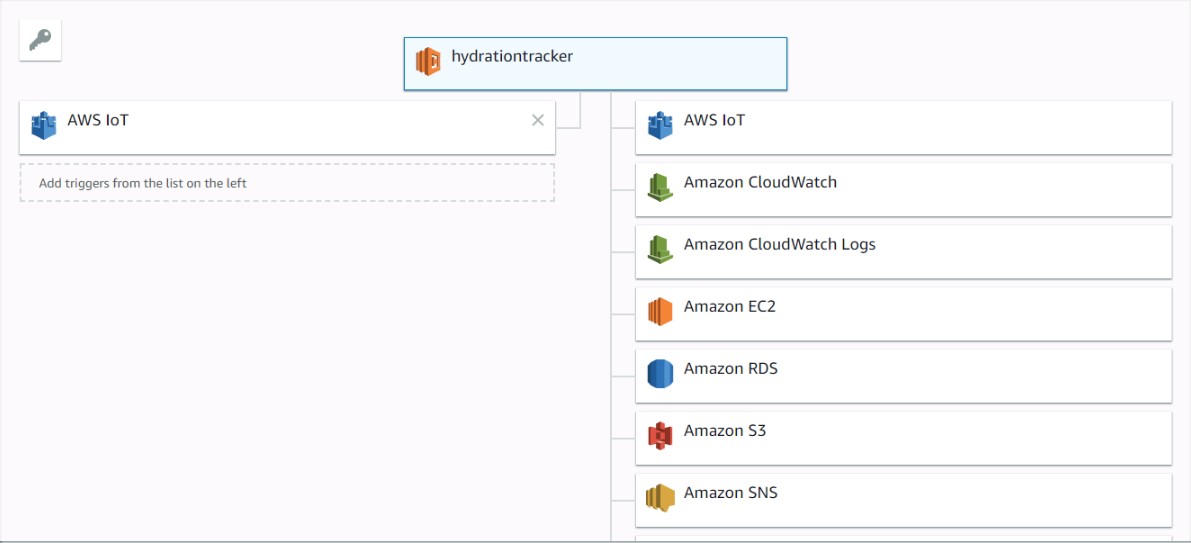 hydrationtracker
AWS IoT
Add triggers from the list on the left
AWS IoT
Amazon CloudWatch
Amazon CloudWatch Logs
Amazon EC2
Amazon RDS
Amazon S3
Amazon SNS